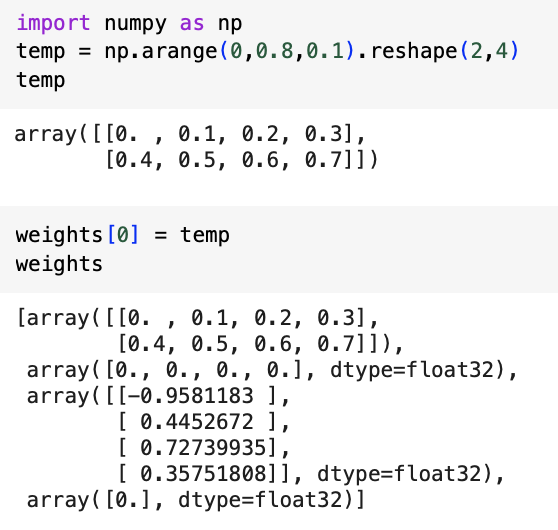 import numpy as np
temp = np.arange(0,0.8,0.1).reshape(2,4)
temp
array([[0. , 0.1, 0.2, 0.3],
       [0.4, 0.5, 0.6, 0.7]])
weights[0] = temp
weights
[array([[0. , 0.1, 0.2, 0.3],
        [0.4, 0.5, 0.6, 0.7]]),
 array([0., 0., 0., 0.], dtype=float32),
 array([[-0.9581183 ],
        [ 0.4452672 ],
        [ 0.72739935],
        [ 0.35751808]], dtype=float32),
 array([0.], dtype=float32)]